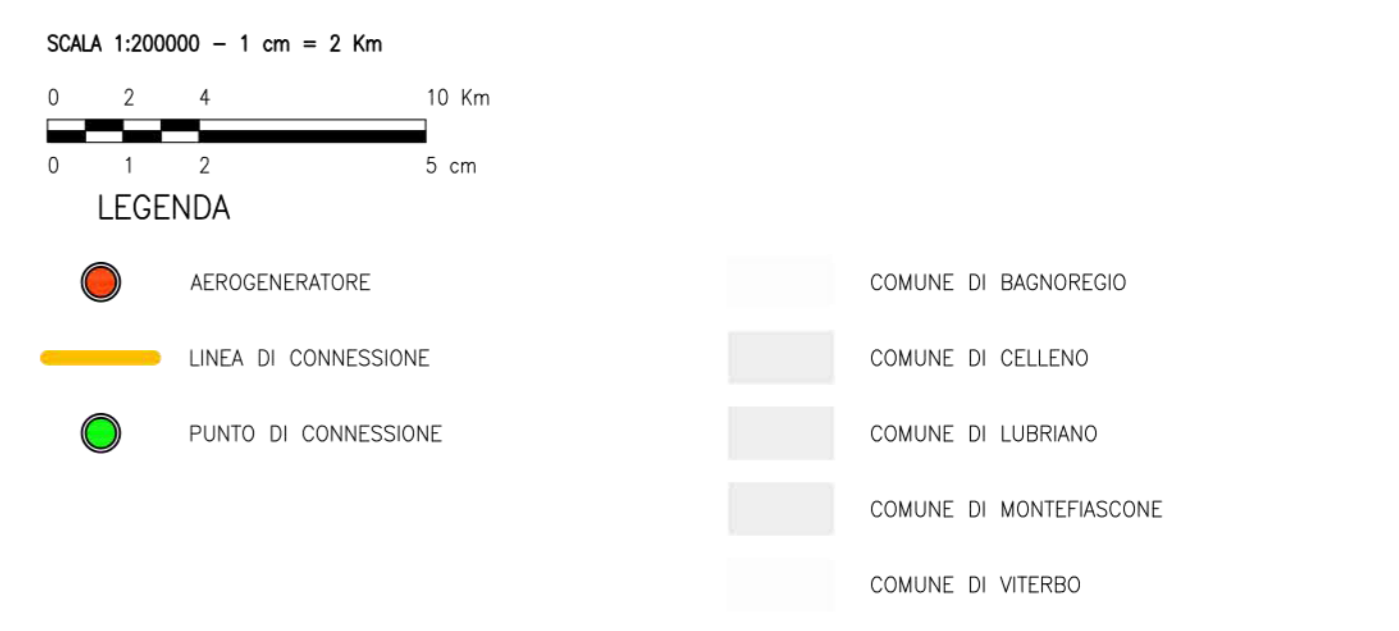 SCALA 1:200000 – 1 cm = 2 Km
0 2 4 10 Km
0 1 2 5 cm
LEGENDA
AEROGENERATORE
LINEA DI CONNESSIONE
PUNTO DI CONNESSIONE
COMUNE DI BAGNOREGIO
COMUNE DI CELLENO
COMUNE DI LUBRIANO
COMUNE DI MONTEFIASCONE
COMUNE DI VITERBO